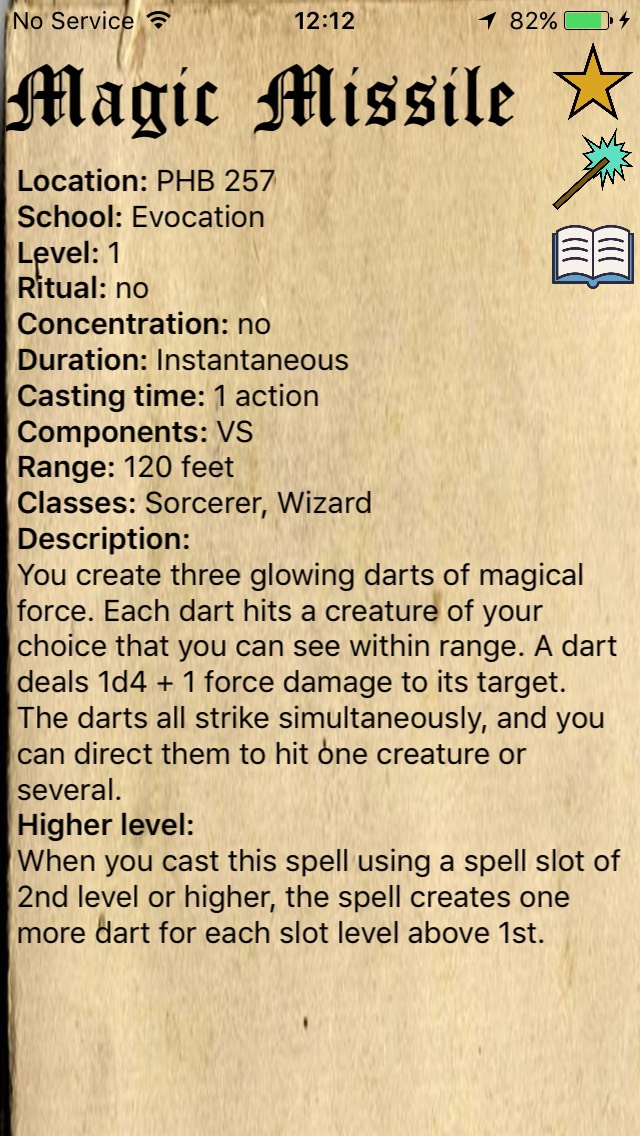 No Service 12:12 82%
Magic Missile
Location: PHB 257
School: Evocation
Level: 1
Ritual: no
Concentration: no
Duration: Instantaneous
Casting time: 1 action
Components: VS
Range: 120 feet
Classes: Sorcerer, Wizard
Description:
You create three glowing darts of magical
force. Each dart hits a creature of your
choice that you can see within range. A dart
deals 1d4 + 1 force damage to its target.
The darts all strike simultaneously, and you
can direct them to hit one creature or
several.
Higher level:
When you cast this spell using a spell slot of
2nd level or higher, the spell creates one
more dart for each slot level above 1st.